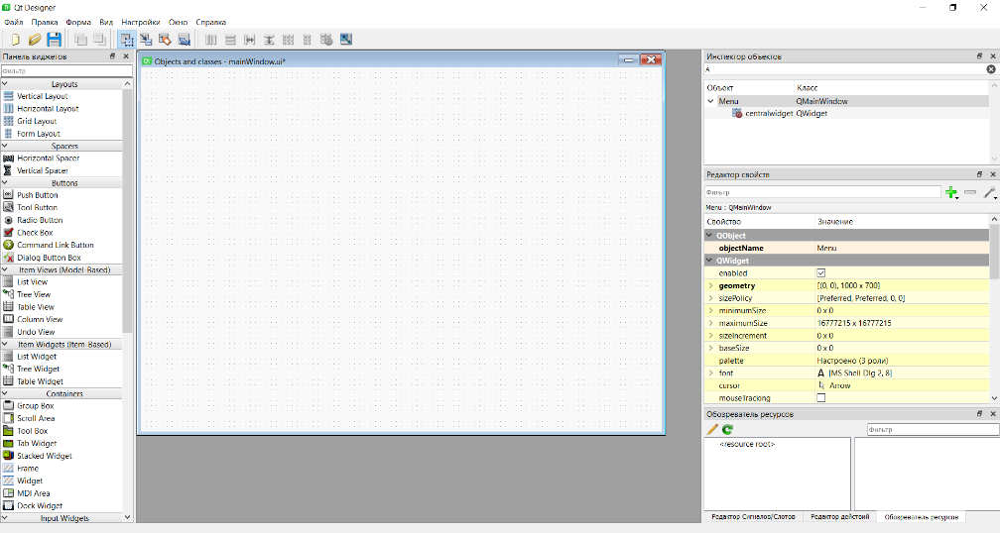 Qt Designer
Файл Правка Форма Вид Настройки Окно Справка
Панель виджетов
Фильтр
Layouts
Vertical Layout
Horizontal Layout
Grid Layout
Form Layout
Spacers
Horizontal Spacer
Vertical Spacer
Buttons
Push Button
Tool Button
Radio Button
Check Box
Command Link Button
Dialog Button Box
Item Views (Model-Based)
List View
Tree View
Table View
Column View
Undo View
Item Widgets (Item-Based)
List Widget
Tree Widget
Table Widget
Containers
Group Box
Scroll Area
Tool Box
Tab Widget
Stacked Widget
Frame
Widget
MDI Area
Dock Widget
Input Widgets
Objects and classes - mainWindow.ui*
Инспектор объектов
A
Объект Класс
Menu QMainWindow
centralwidget QWidget
Редактор свойств
Фильтр
Menu : QMainWindow
Свойство Значение
QObject
objectName Menu
QWidget
enabled
geometry [(0, 0), 1000 x 700]
sizePolicy [Preferred, Preferred, 0, 0]
minimumSize 0 x 0
maximumSize 16777215 x 16777215
sizeIncrement 0 x 0
baseSize 0 x 0
palette Настроено (3 роли)
font A [MS Shell Dlg 2, 8]
cursor Arrow
mouseTracking
Обозреватель ресурсов
Фильтр
<resource root>
Редактор Сигналов/Слотов Редактор действий Обозреватель ресурсов